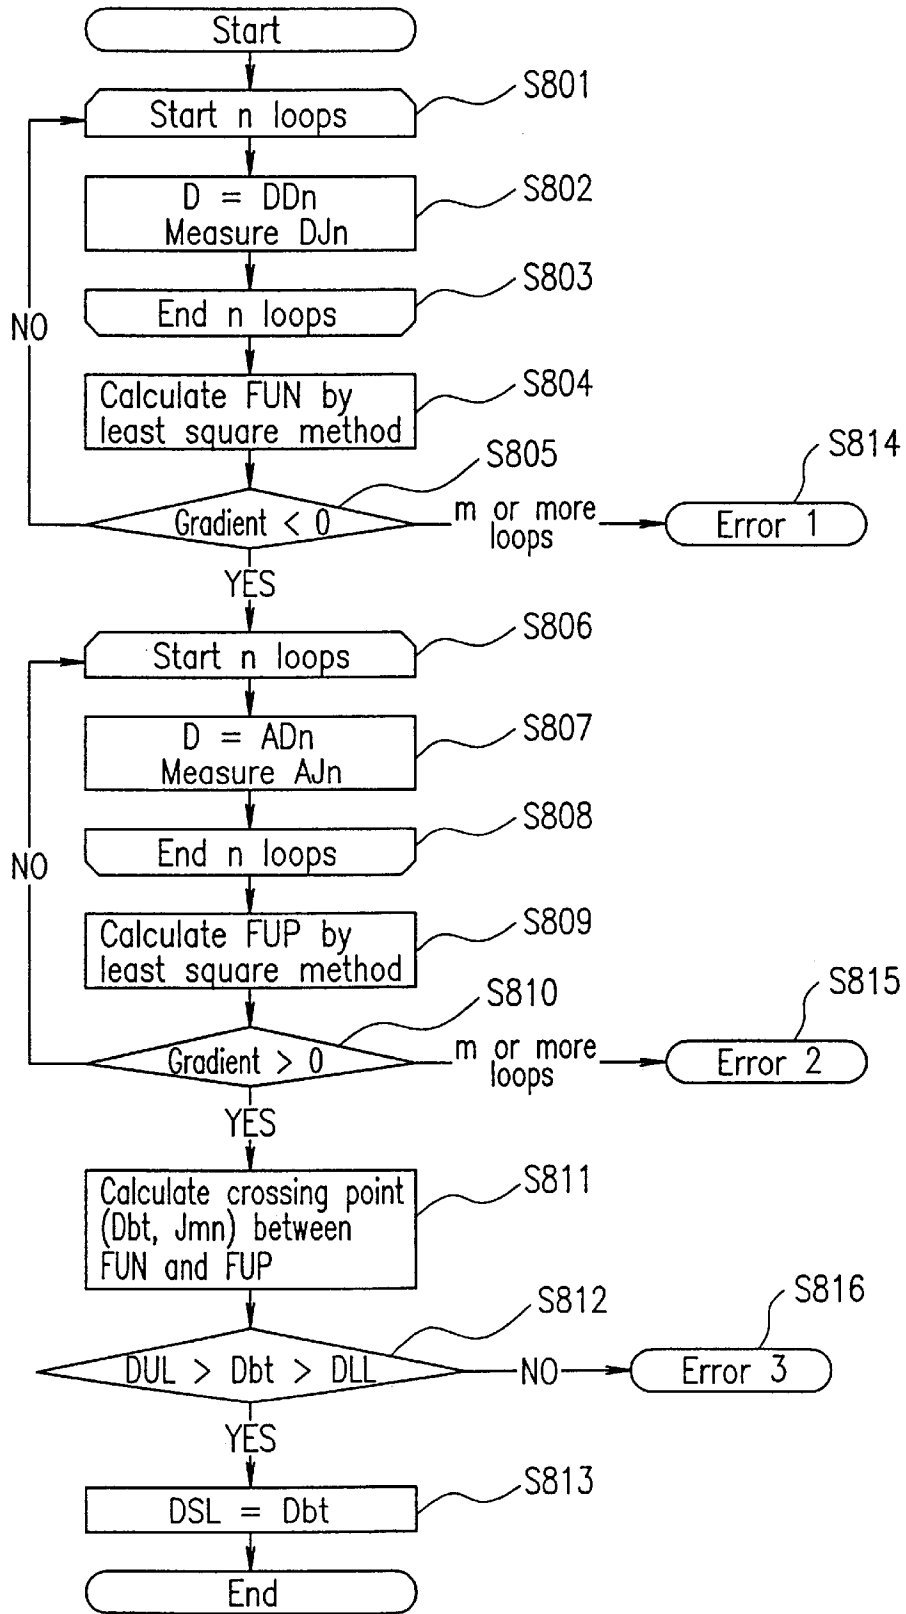 Start
S801
Start n loops
S802
D = DDn
Measure DJn
S803
End n loops
NO
S804
Calculate FUN by
least square method
S805
S814
Gradient < 0
m or more
loops
Error 1
YES
S806
Start n loops
S807
D = ADn
Measure AJn
S808
End n loops
NO
S809
Calculate FUP by
least square method
S810
S815
Gradient > 0
m or more
loops
Error 2
YES
S811
Calculate crossing point
(Dbt, Jmn) between
FUN and FUP
S812
S816
DUL > Dbt > DLL
NO
Error 3
YES
S813
DSL = Dbt
End